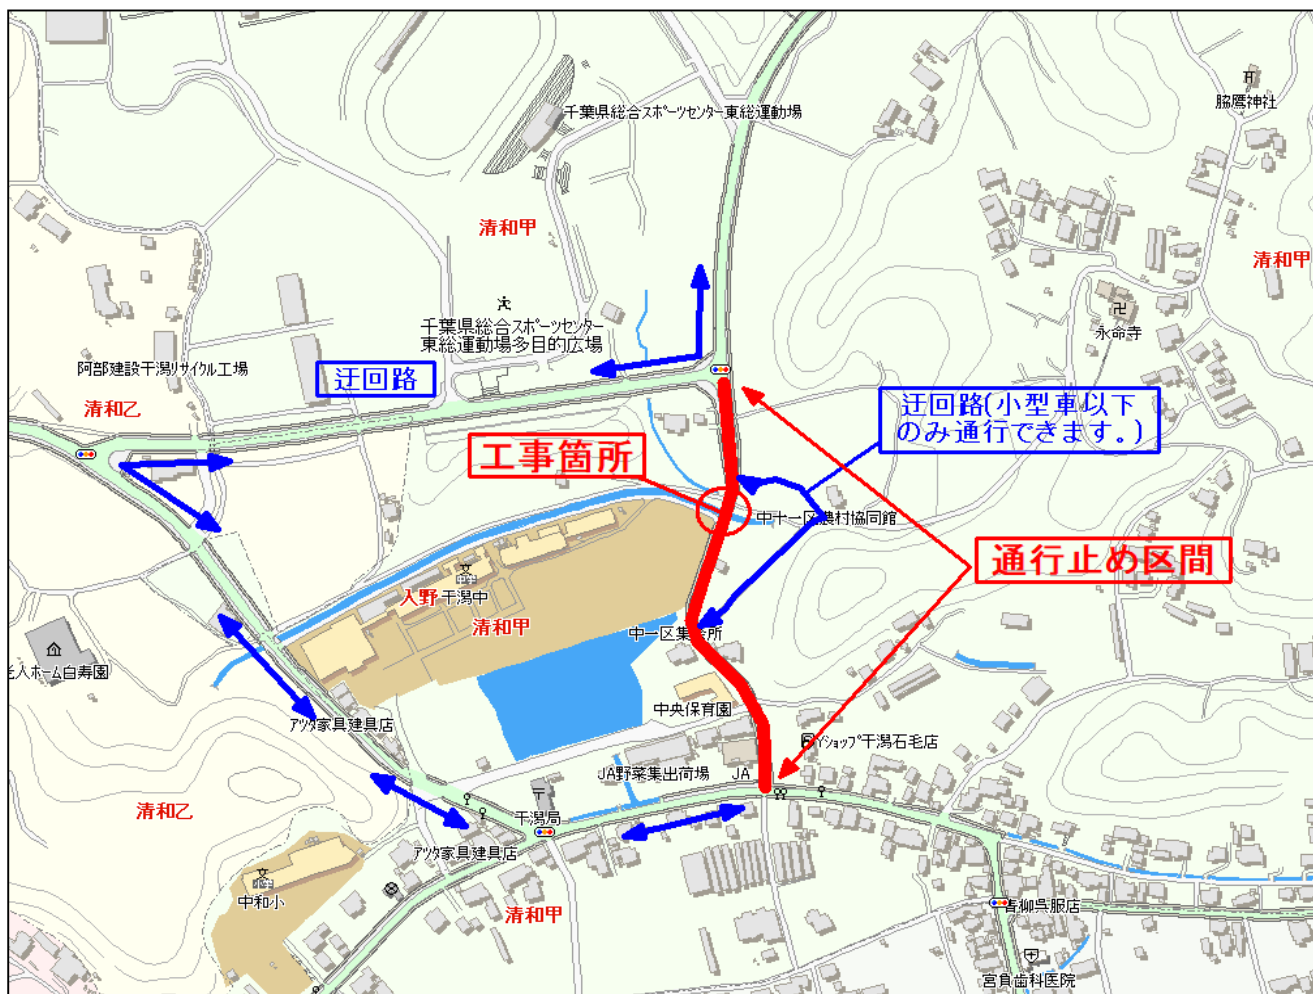 千葉県総合スポーツセンター東総運動場
脇鷹神社
清和甲
清和甲
永命寺
千葉県総合スポーツセンター
東総運動場多目的広場
阿部建設干潟リサイクル工場
迂回路
清和乙
迂回路(小型車以下
のみ通行できます。)
工事箇所
中十一区農村協同館
通行止め区間
入野
干潟中
清和甲
中一区集会所
老人ホーム白寿園
中央保育園
アツタ家具建具店
Yショップ干潟石毛店
JA野菜集出荷場
JA
清和乙
干潟局
アツタ家具建具店
中和小
清和甲
青柳呉服店
宮負歯科医院